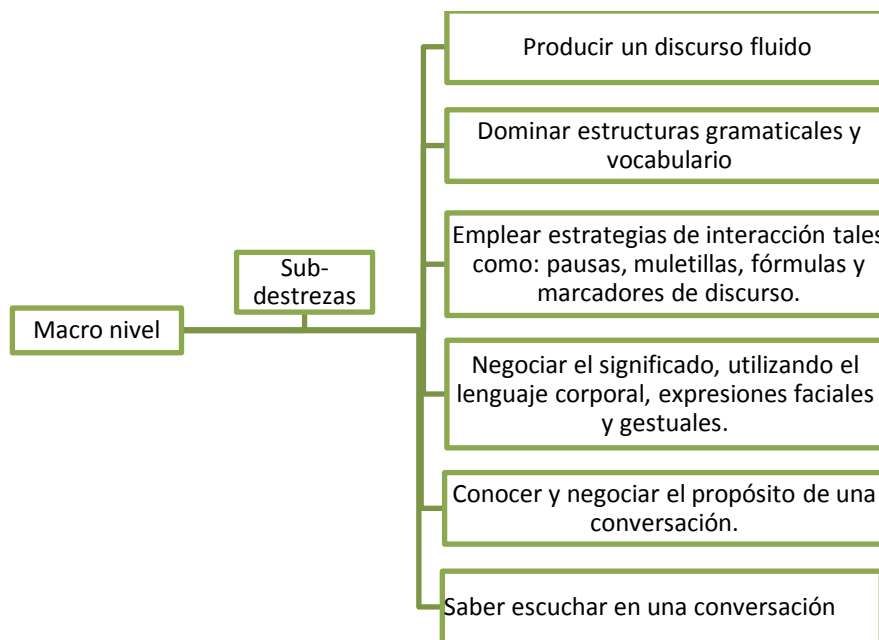 Macro nivel
Sub-
destrezas
Producir un discurso fluido
Dominar estructuras gramaticales y
vocabulario
Emplear estrategias de interacción tales
como: pausas, muletillas, fórmulas y
marcadores de discurso.
Negociar el significado, utilizando el
lenguaje corporal, expresiones faciales
y gestuales.
Conocer y negociar el propósito de una
conversación.
Saber escuchar en una conversación